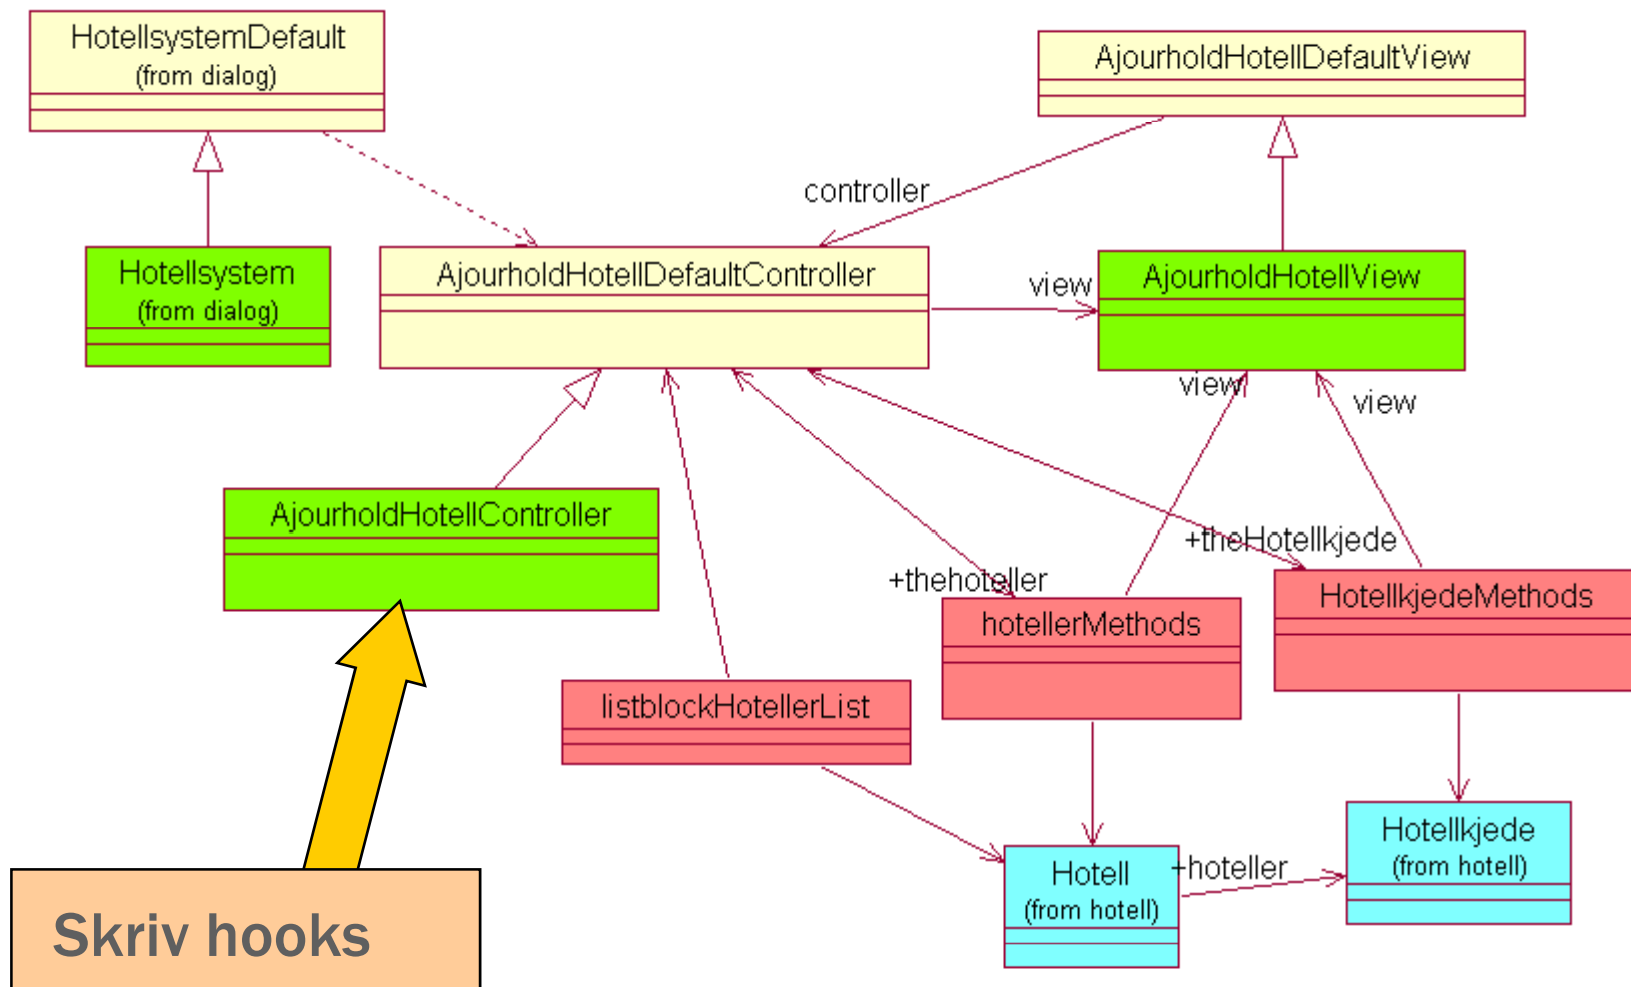 HotellsystemDefault
(from dialog)
AjourholdHotellDefaultView
controller
Hotellsystem
(from dialog)
AjourholdHotellDefaultController
view
AjourholdHotellView
view
view
AjourholdHotellController
+theHotellkjede
+thehoteller
hotellerMethods
HotellkjedeMethods
listblockHotellerList
Hotell
(from hotell)
+hoteller
Hotellkjede
(from hotell)
Skriv hooks